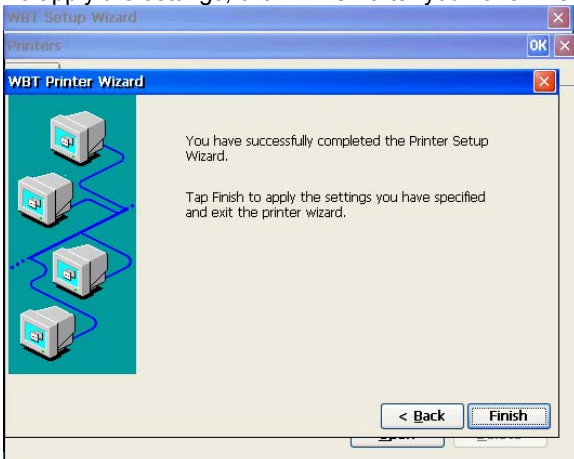 WBT Setup Wizard
Printers
OK
WBT Printer Wizard
You have successfully completed the Printer Setup
Wizard.
Tap Finish to apply the settings you have specified
and exit the printer wizard.
< Back
Finish